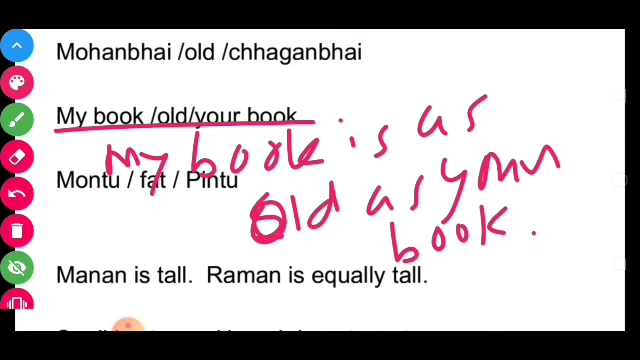 Mohanbhai /old /chhaganbhai
My book /old/your book
my book is as
old as your
book.
Montu / fat / Pintu
Manan is tall.  Raman is equally tall.